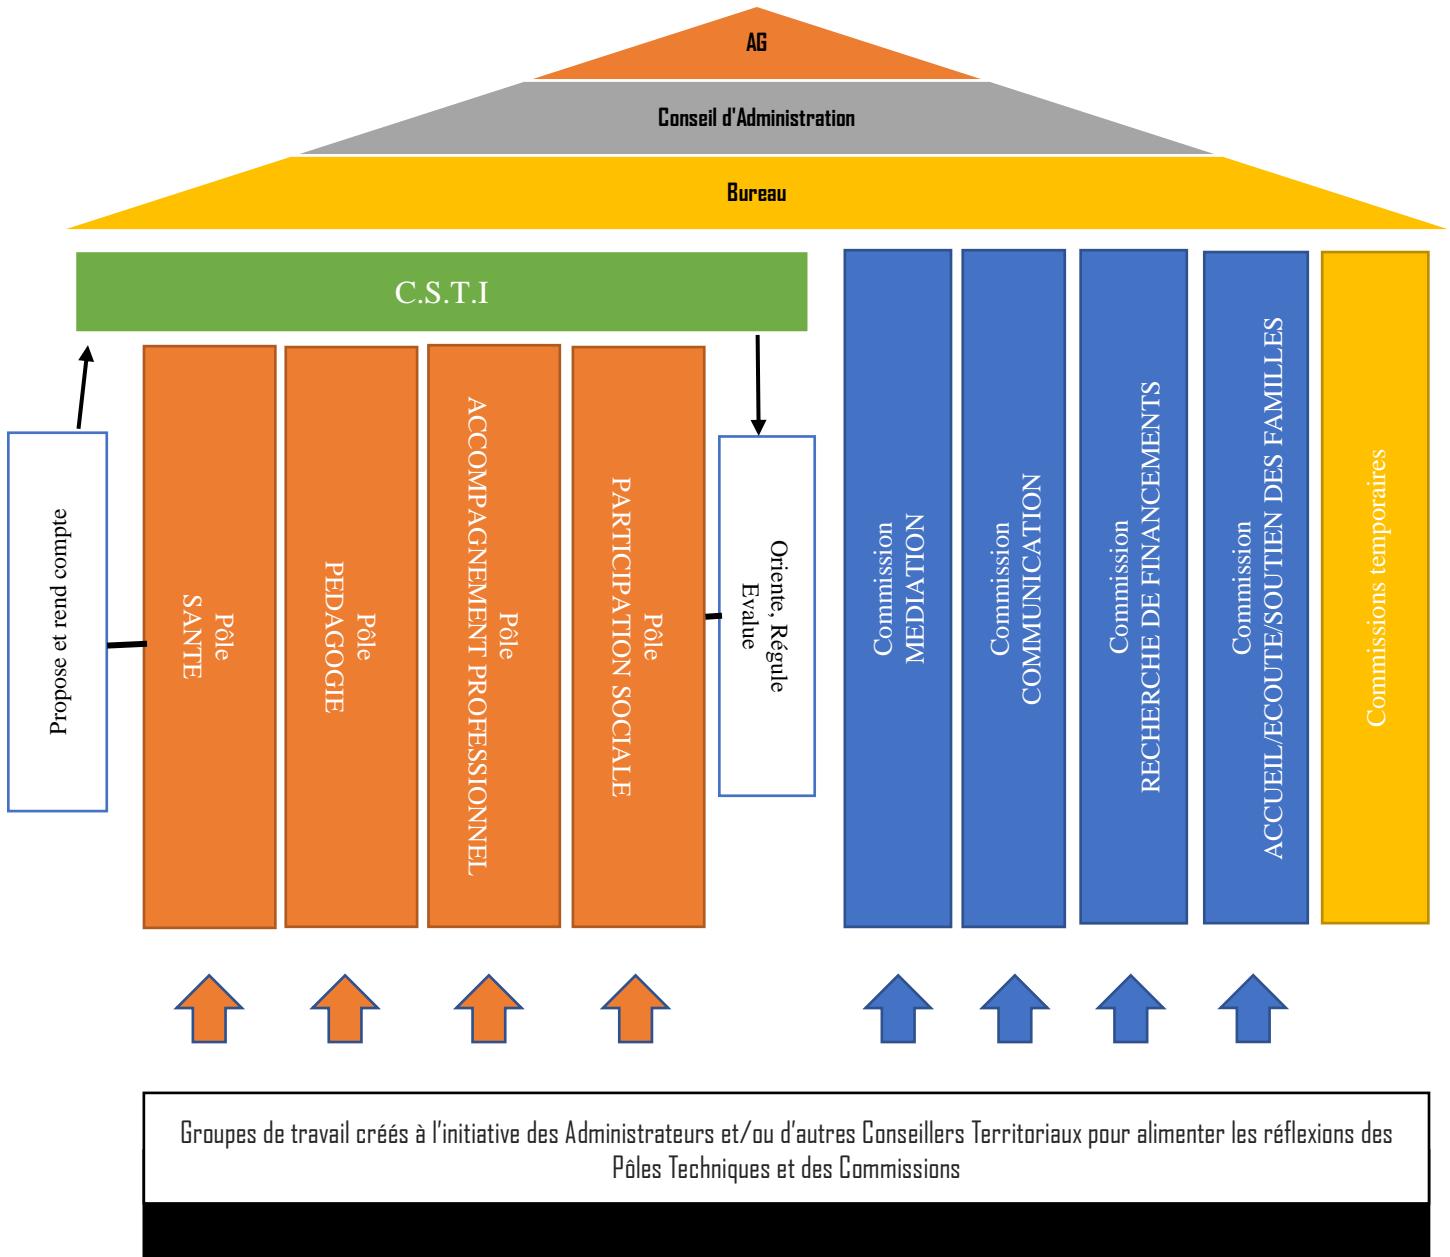 AG
Conseil d'Administration
Bureau
C.S.T.I
Propose et rend compte
Pôle
SANTE
Pôle
PEDAGOGIE
Pôle
ACCOMPAGNEMENT PROFESSIONNEL
Pôle
PARTICIPATION SOCIALE
Oriente, Régule
Evalue
Commission
MEDIATION
Commission
COMMUNICATION
Commission
RECHERCHE DE FINANCEMENTS
Commission
ACCUEIL/ECOUTE/SOUTIEN DES FAMILLES
Commissions temporaires
Groupes de travail créés à l’initiative des Administrateurs et/ou d’autres Conseillers Territoriaux pour alimenter les réflexions des
Pôles Techniques et des Commissions